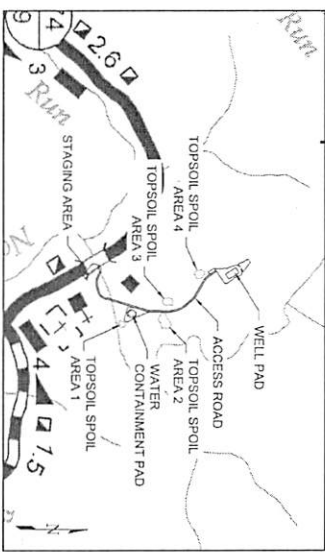 Run
WELL PAD
ACCESS ROAD
TOPSOIL SPOIL
AREA 4
TOPSOIL SPOIL
AREA 2
TOPSOIL SPOIL
AREA 3
WATER
CONTAINMENT PAD
TOPSOIL SPOIL
AREA 1
STAGING AREA
2.6
3
Run
4
7.5
No
N